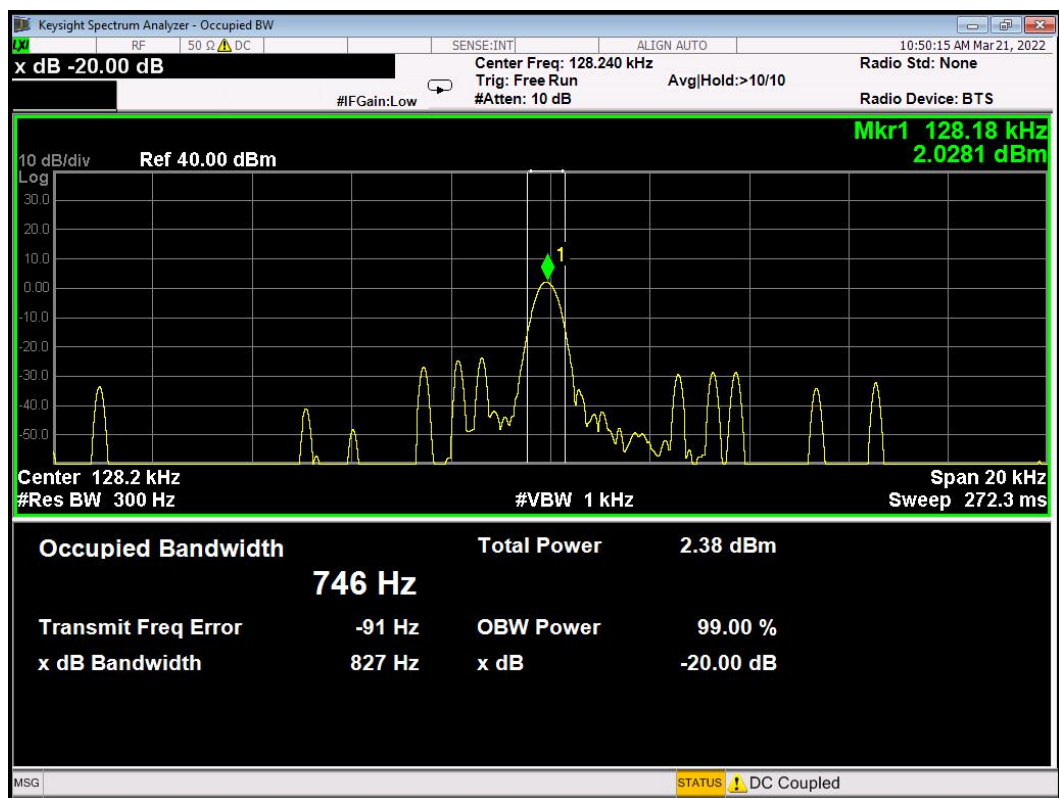 Keysight Spectrum Analyzer - Occupied BW
LXI RF 50 Ω ⚠ DC SENSE:INT ALIGN AUTO 10:50:15 AM Mar 21, 2022
x dB -20.00 dB
Center Freq: 128.240 kHz Radio Std: None
Trig: Free Run Avg|Hold:>10/10
#IFGain:Low #Atten: 10 dB Radio Device: BTS
Mkr1 128.18 kHz
2.0281 dBm
10 dB/div Ref 40.00 dBm
Log
30.0
20.0
10.0
1
0.00
-10.0
-20.0
-30.0
-40.0
-50.0
Center 128.2 kHz Span 20 kHz
#Res BW 300 Hz #VBW 1 kHz Sweep 272.3 ms
Occupied Bandwidth Total Power 2.38 dBm
746 Hz
Transmit Freq Error -91 Hz OBW Power 99.00 %
x dB Bandwidth 827 Hz x dB -20.00 dB
MSG STATUS ⚠ DC Coupled